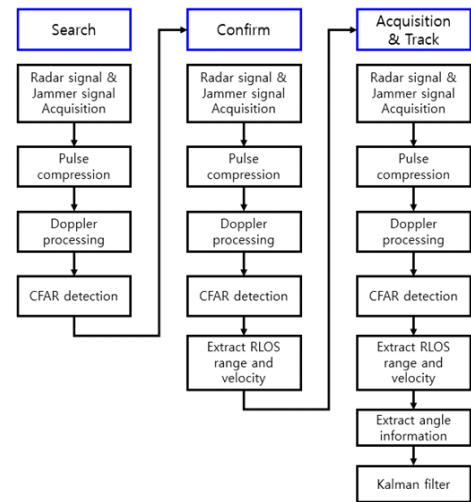 Search
Radar signal &
Jammer signal
Acquisition
Pulse
compression
Doppler
processing
CFAR detection
Confirm
Radar signal &
Jammer signal
Acquisition
Pulse
compression
Doppler
processing
CFAR detection
Extract RLOS
range and
velocity
Acquisition
& Track
Radar signal &
Jammer signal
Acquisition
Pulse
compression
Doppler
processing
CFAR detection
Extract RLOS
range and
velocity
Extract angle
information
Kalman filter